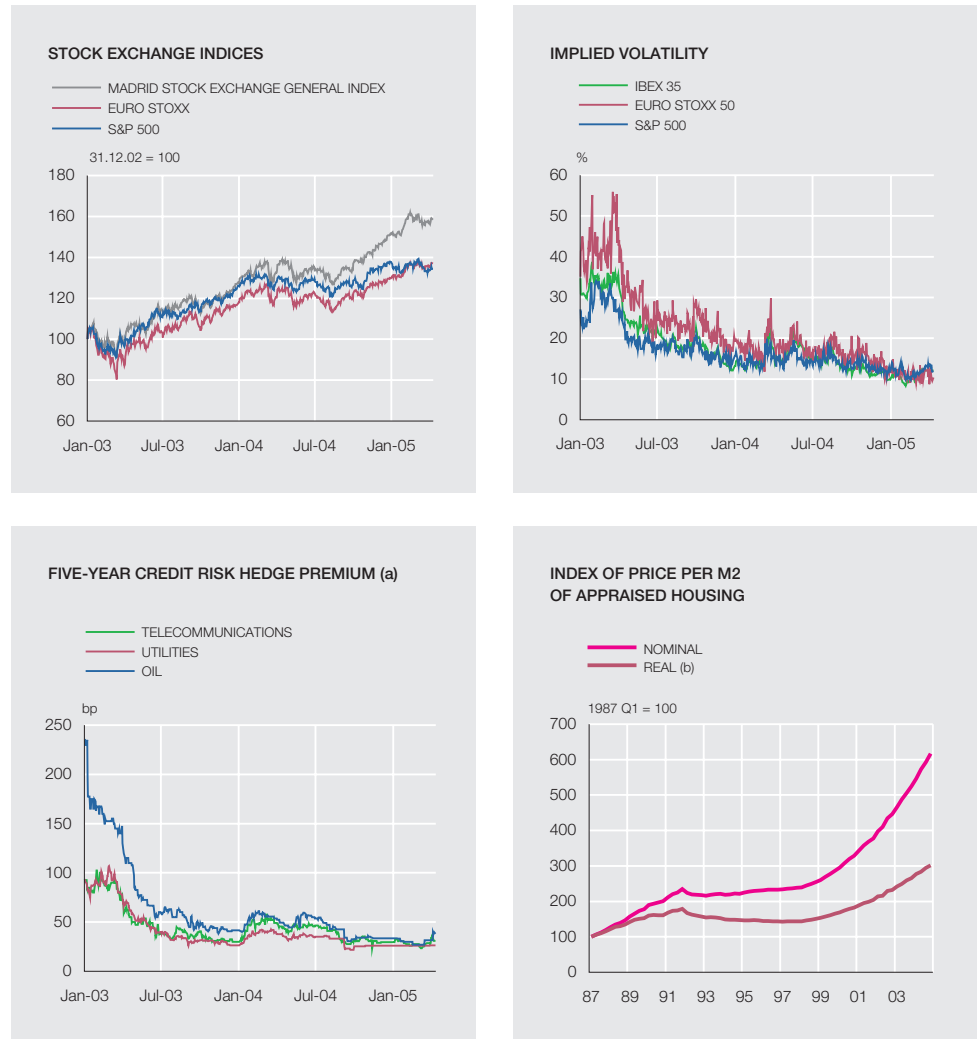 STOCK EXCHANGE INDICES
MADRID STOCK EXCHANGE GENERAL INDEX
EURO STOXX
S&P 500
31.12.02 = 100
180
160
140
120
100
80
60
Jan-03 Jul-03 Jan-04 Jul-04 Jan-05
IMPLIED VOLATILITY
IBEX 35
EURO STOXX 50
S&P 500
%
60
50
40
30
20
10
0
Jan-03 Jul-03 Jan-04 Jul-04 Jan-05
FIVE-YEAR CREDIT RISK HEDGE PREMIUM (a)
TELECOMMUNICATIONS
UTILITIES
OIL
bp
250
200
150
100
50
0
Jan-03 Jul-03 Jan-04 Jul-04 Jan-05
INDEX OF PRICE PER M2
OF APPRAISED HOUSING
NOMINAL
REAL (b)
1987 Q1 = 100
700
600
500
400
300
200
100
0
87 89 91 93 95 97 99 01 03